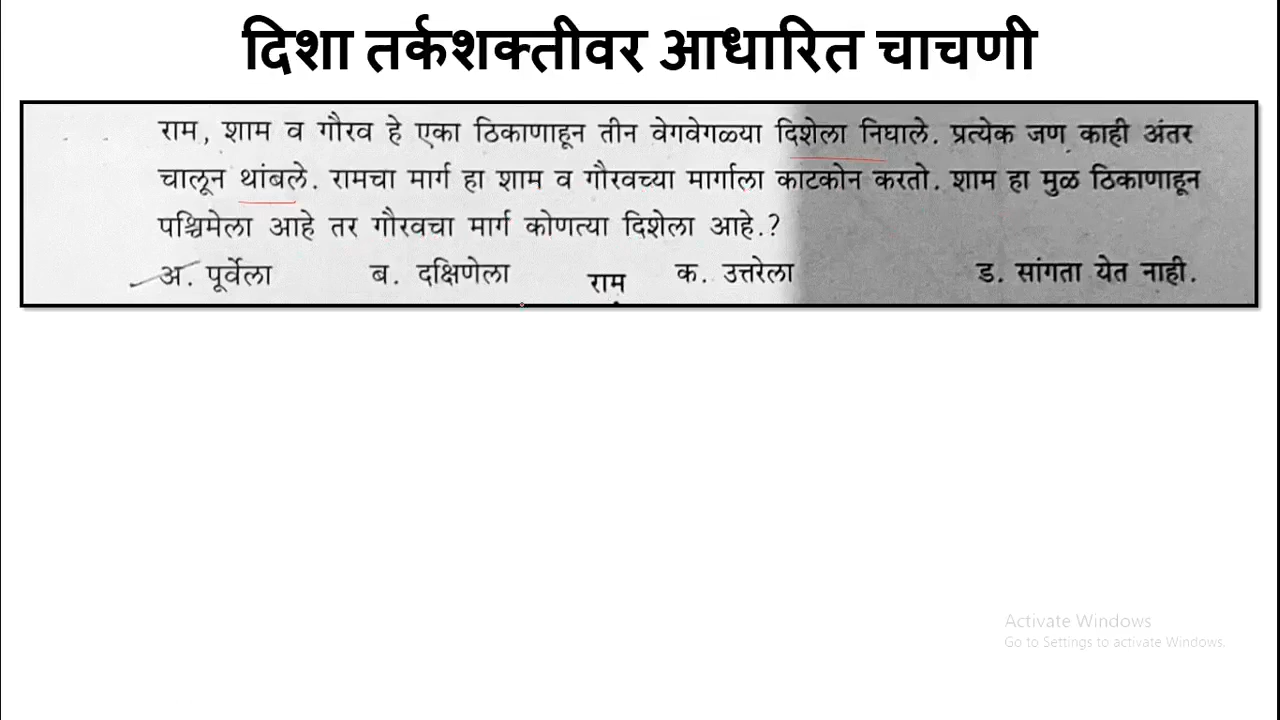 दिशा तर्कशक्तीवर आधारित चाचणी
राम, शाम व गौरव हे एका ठिकाणाहून तीन वेगवेगळ्या दिशेला निघाले. प्रत्येक जण काही अंतर
चालून थांबले. रामचा मार्ग हा शाम व गौरवच्या मार्गाला काटकोन करतो. शाम हा मुळ ठिकाणाहून
पश्चिमेला आहे तर गौरवचा मार्ग कोणत्या दिशेला आहे.?
अ. पूर्वेला ब. दक्षिणेला राम क. उत्तरेला ड. सांगता येत नाही.
Activate Windows
Go to Settings to activate Windows.